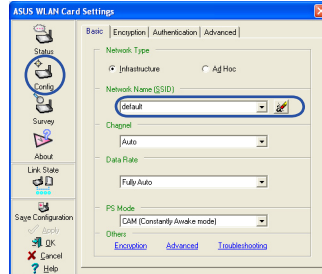 ASUS WLAN Card Settings
Status
Config
Survey
About
Link State
Save Configuration
Apply
OK
Cancel
Help
Basic Encryption Authentication Advanced
Network Type
Infrastructure Ad Hoc
Network Name (SSID)
default
Channel
Auto
Data Rate
Fully Auto
PS Mode
CAM (Constantly Awake mode)
Others
Encryption Advanced Troubleshooting